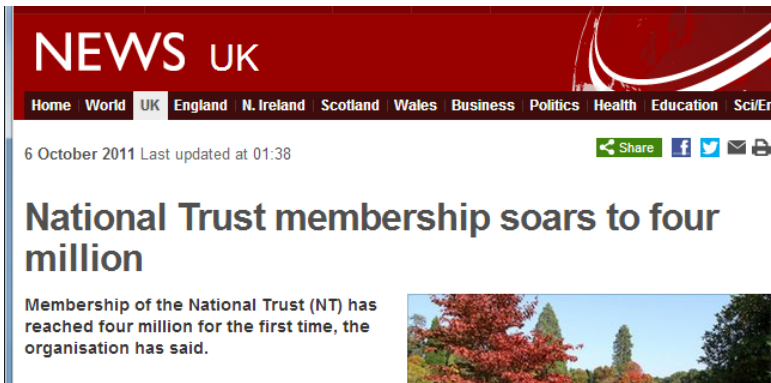 NEWS UK
Home World UK England N. Ireland Scotland Wales Business Politics Health Education
6 October 2011 Last updated at 01:38
Share
National Trust membership soars to four
million
Membership of the National Trust (NT) has
reached four million for the first time, the
organisation has said.